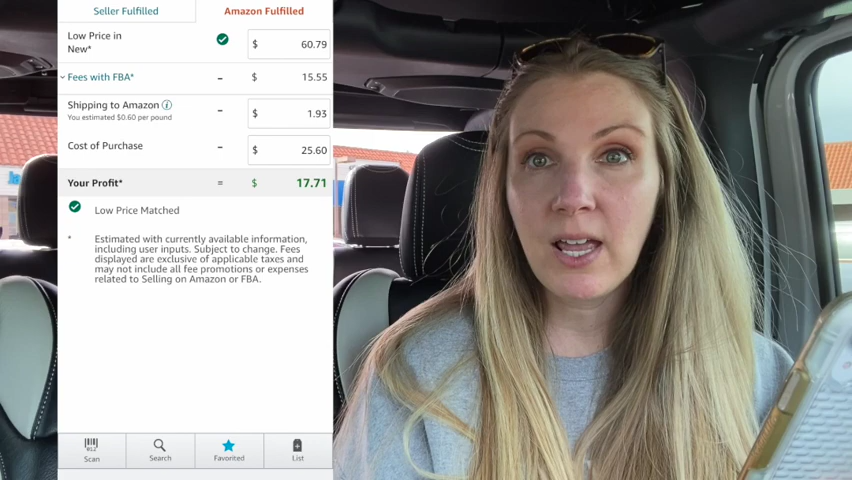 Seller Fulfilled Amazon Fulfilled
Low Price in
New*
$ 60.79
Fees with FBA* - $ 15.55
Shipping to Amazon
You estimated $0.60 per pound
- $ 1.93
Cost of Purchase - $ 25.60
Your Profit* = $ 17.71
Low Price Matched
* Estimated with currently available information,
including user inputs. Subject to change. Fees
displayed are exclusive of applicable taxes and
may not include all fee promotions or expenses
related to Selling on Amazon or FBA.
Scan Search Favorited List